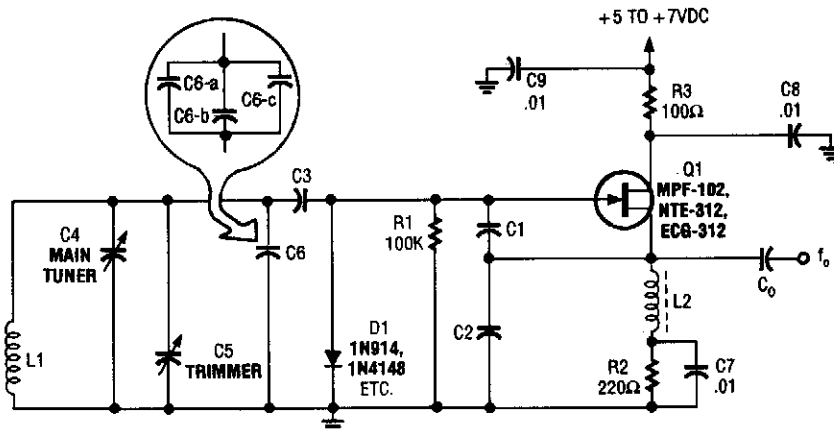 +5 TO +7VDC
C6-a
C6-b
C6-c
C9
.01
R3
100Ω
C8
.01
C3
Q1
MPF-102,
NTE-312,
ECG-312
C4
MAIN
TUNER
R1
100K
C1
C6
fo
Co
L2
L1
C5
TRIMMER
D1
1N914,
1N4148
ETC.
C2
R2
220Ω
C7
.01